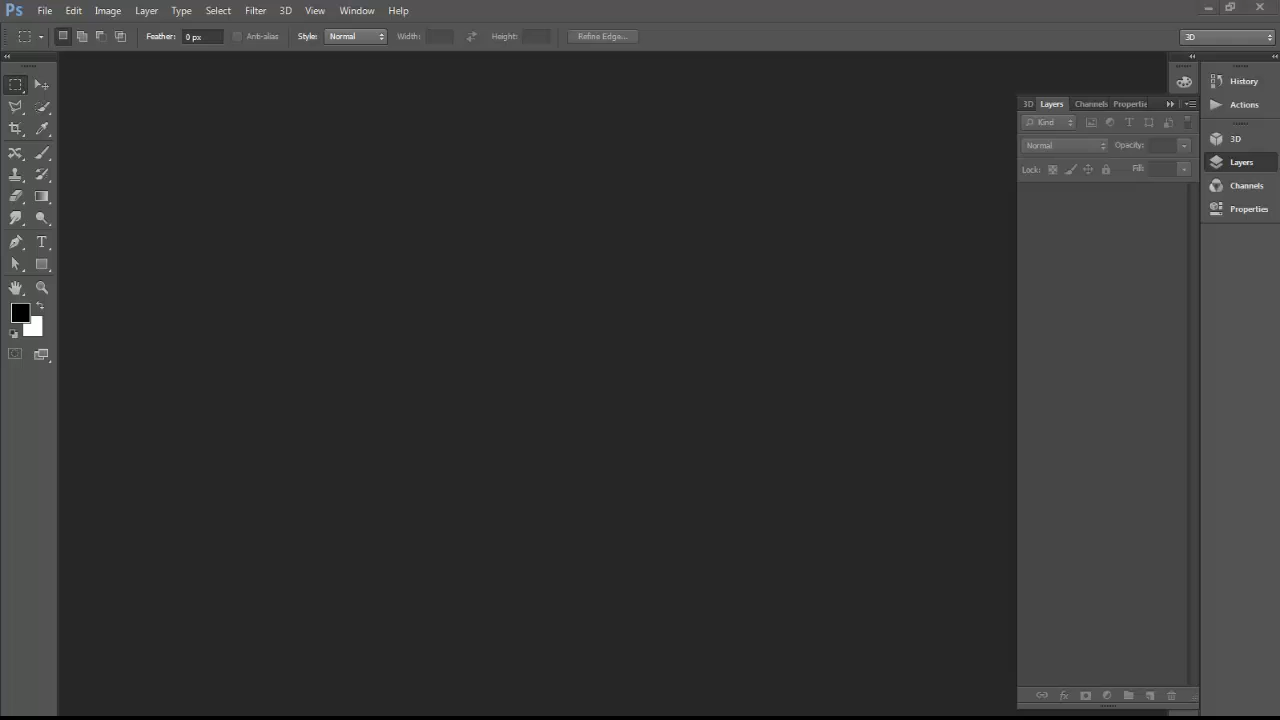 Ps File Edit Image Layer Type Select Filter 3D View Window Help
Feather: 0 px Anti-alias Style: Normal Width: Height: Refine Edge... 3D
History
Actions
3D
Layers
Channels
Properties
3D Layers Channels Propertie
Kind
Normal Opacity:
Lock: Fill: